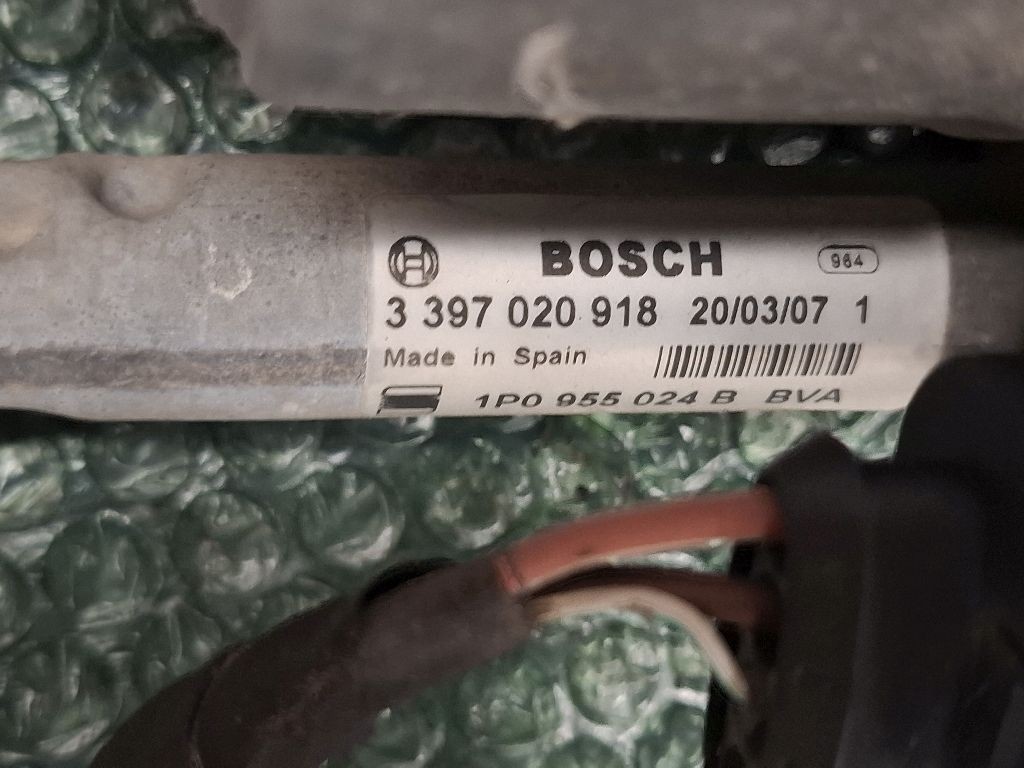 BOSCH 964
3 397 020 918 20/03/07 1
Made in Spain
1P0 955 024 B BVA